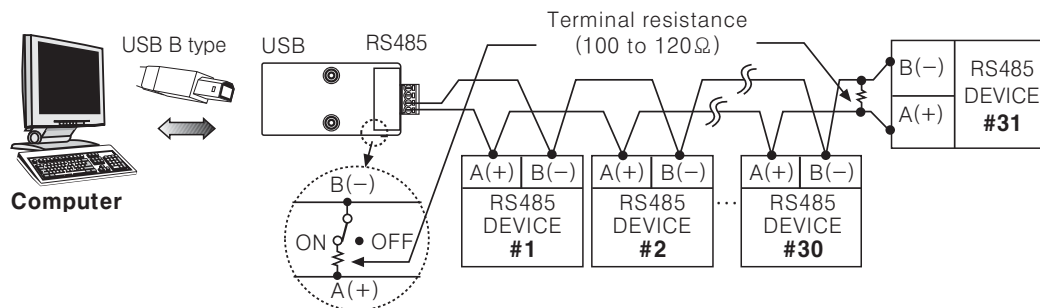 Terminal resistance
(100 to 120Ω)
USB B type
USB
RS485
Computer
B(−)
ON
OFF
A(+)
A(+) B(−)
RS485
DEVICE
#1
A(+) B(−)
RS485
DEVICE
#2
...
A(+) B(−)
RS485
DEVICE
#30
B(−)
A(+)
RS485
DEVICE
#31